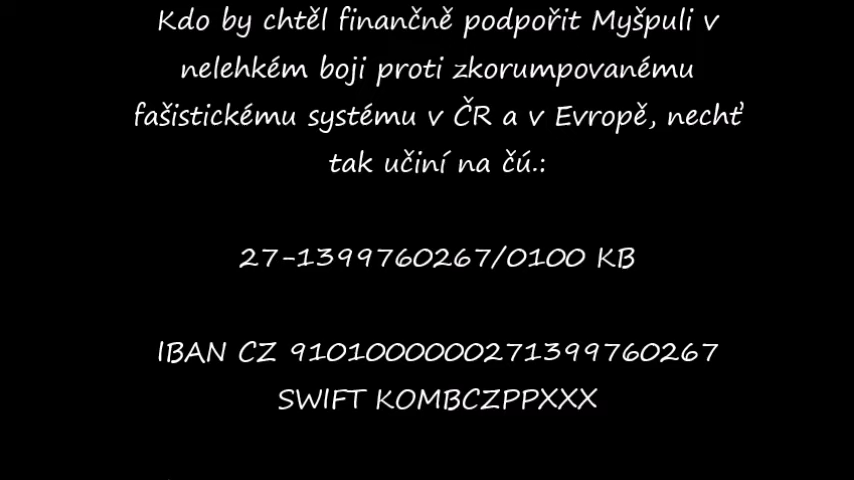 Kdo by chtěl finančně podpořit Myšpuli v
nelehkém boji proti zkorumpovanému
fašistickému systému v ČR a v Evropě, nechť
tak učiní na čú.:
27-1399760267/0100 KB
IBAN CZ 9101000000271399760267
SWIFT KOMBCZPPXXX